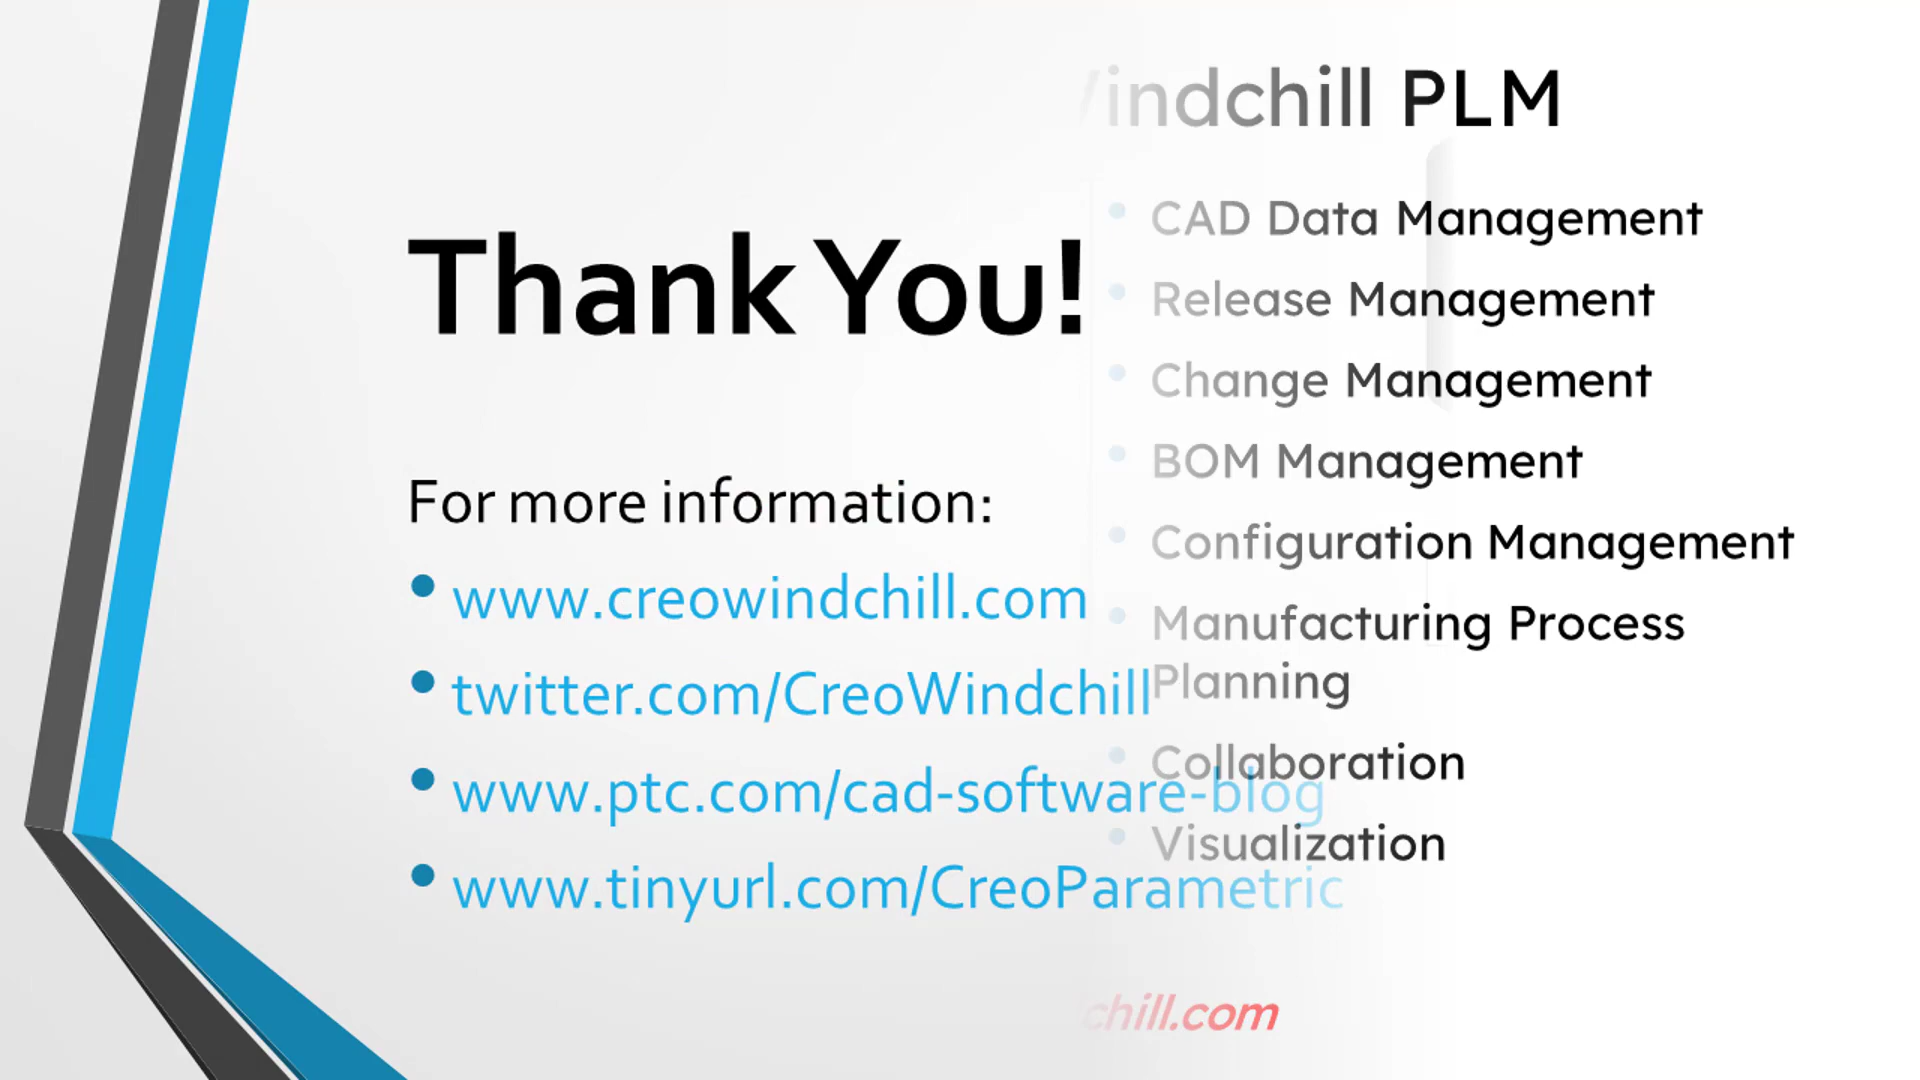 Thank You!
For more information:
• www.creowindchill.com
• twitter.com/CreoWindchill
• www.ptc.com/cad-software-blog
• www.tinyurl.com/CreoParametric
indchill PLM
• CAD Data Management
• Release Management
• Change Management
• BOM Management
• Configuration Management
• Manufacturing Process
Planning
• Collaboration
• Visualization
chill.com